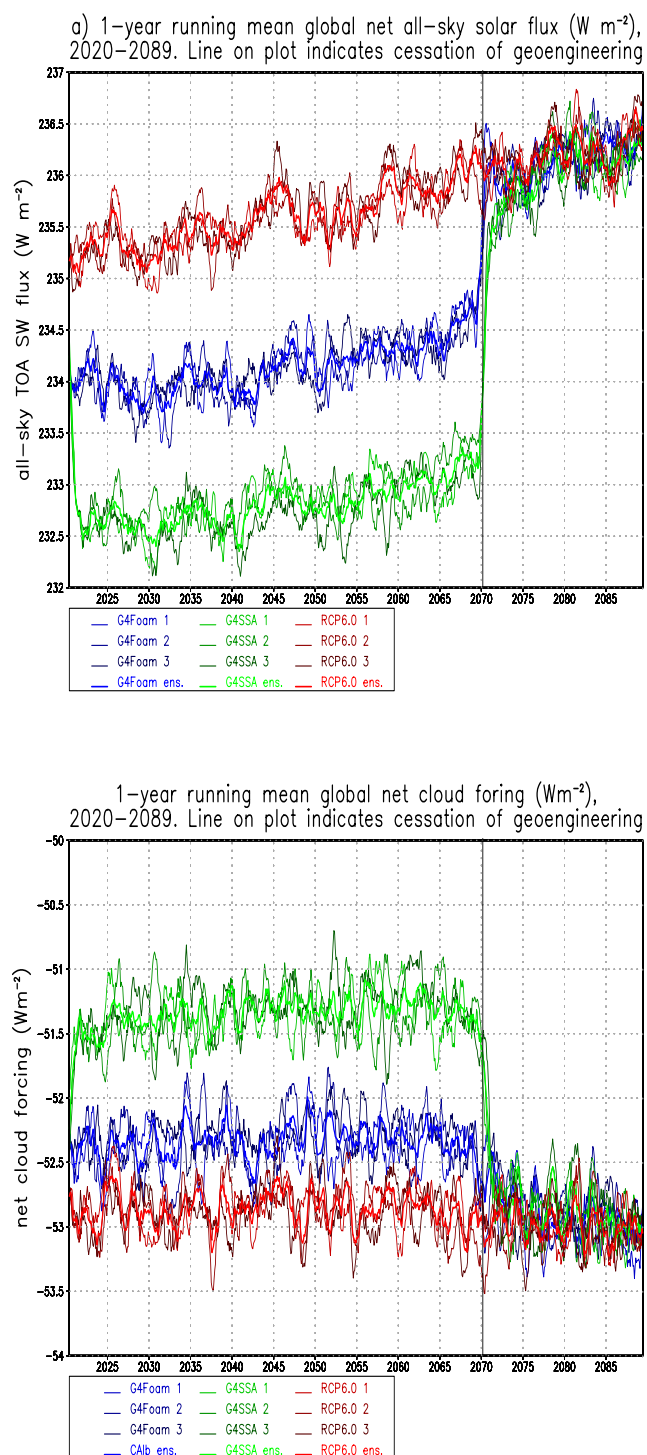 a) 1-year running mean global net all-sky solar flux (W m⁻²),
2020-2089. Line on plot indicates cessation of geoengineering
all-sky TOA SW flux (W m⁻²)
237
236.5
236
235.5
235
234.5
234
233.5
233
232.5
232
2025 2030 2035 2040 2045 2050 2055 2060 2065 2070 2075 2080 2085
G4Foam 1 G4SSA 1 RCP6.0 1
G4Foam 2 G4SSA 2 RCP6.0 2
G4Foam 3 G4SSA 3 RCP6.0 3
G4Foam ens. G4SSA ens. RCP6.0 ens.
1-year running mean global net cloud foring (Wm⁻²),
2020-2089. Line on plot indicates cessation of geoengineering
net cloud forcing (Wm⁻²)
-50
-50.5
-51
-51.5
-52
-52.5
-53
-53.5
-54
2025 2030 2035 2040 2045 2050 2055 2060 2065 2070 2075 2080 2085
G4Foam 1 G4SSA 1 RCP6.0 1
G4Foam 2 G4SSA 2 RCP6.0 2
G4Foam 3 G4SSA 3 RCP6.0 3
CAlb ens. G4SSA ens. RCP6.0 ens.